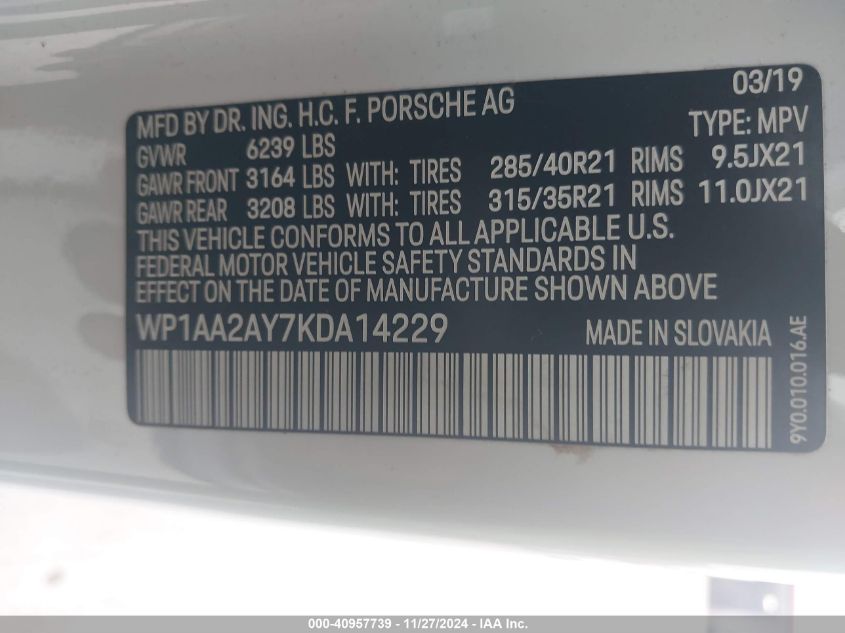 03/19
MFD BY DR. ING. H.C. F. PORSCHE AG
TYPE: MPV
GVWR 6239 LBS
GAWR FRONT 3164 LBS WITH: TIRES 285/40R21 RIMS 9.5JX21
GAWR REAR 3208 LBS WITH: TIRES 315/35R21 RIMS 11.0JX21
THIS VEHICLE CONFORMS TO ALL APPLICABLE U.S.
FEDERAL MOTOR VEHICLE SAFETY STANDARDS IN
EFFECT ON THE DATE OF MANUFACTURE SHOWN ABOVE
WP1AA2AY7KDA14229 MADE IN SLOVAKIA
9Y0.010.016.AE
000-40957739 - 11/27/2024 - IAA Inc.